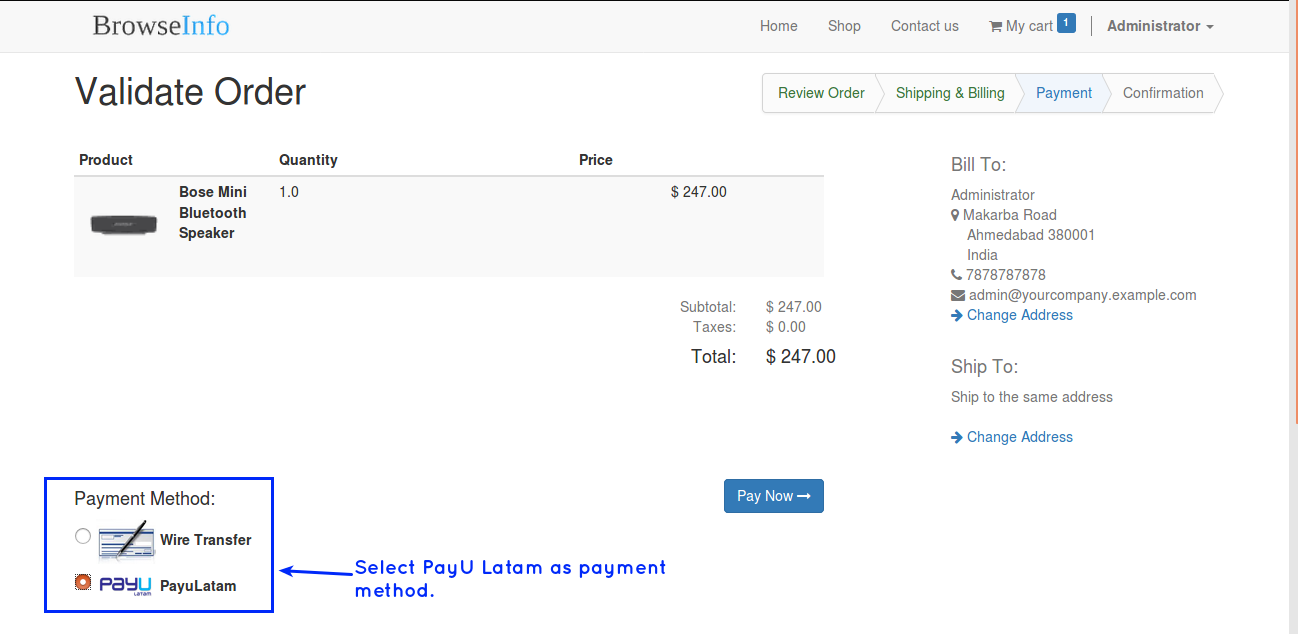 BrowseInfo
Home Shop Contact us My cart 1 Administrator
Validate Order
Review Order Shipping & Billing Payment Confirmation
Product Quantity Price
Bose Mini 1.0 $ 247.00
Bluetooth
Speaker
Subtotal: $ 247.00
Taxes: $ 0.00
Total: $ 247.00
Bill To:
Administrator
Makarba Road
Ahmedabad 380001
India
7878787878
admin@yourcompany.example.com
Change Address
Ship To:
Ship to the same address
Change Address
Pay Now
Payment Method:
Wire Transfer
PayU LATAM PayuLatam
Select PayU Latam as payment
method.